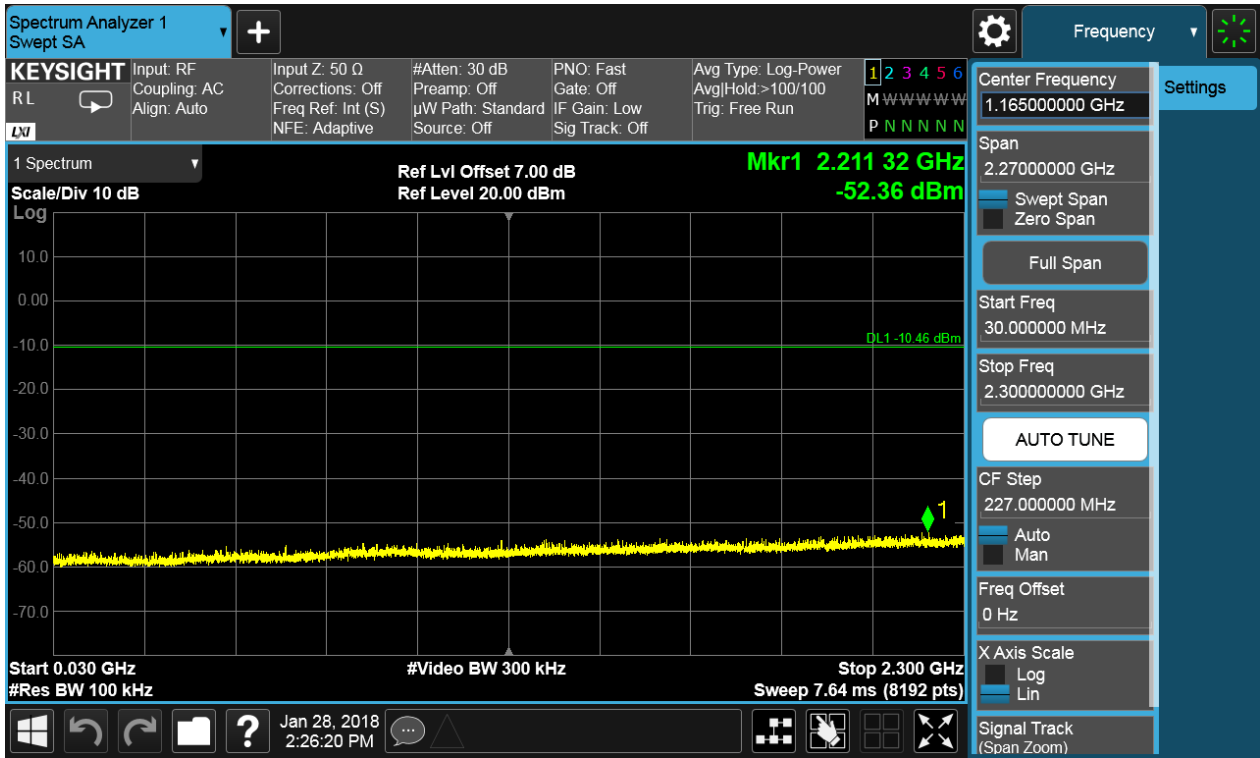 Spectrum Analyzer 1
Swept SA
+
Frequency
KEYSIGHT
R L
LXI
Input: RF
Coupling: AC
Align: Auto
Input Z: 50 Ω
Corrections: Off
Freq Ref: Int (S)
NFE: Adaptive
#Atten: 30 dB
Preamp: Off
µW Path: Standard
Source: Off
PNO: Fast
Gate: Off
IF Gain: Low
Sig Track: Off
Avg Type: Log-Power
Avg|Hold:>100/100
Trig: Free Run
1 2 3 4 5 6
M W W W W W
P N N N N N
1 Spectrum
Scale/Div 10 dB
Log
Ref Lvl Offset 7.00 dB
Ref Level 20.00 dBm
Mkr1 2.211 32 GHz
-52.36 dBm
10.0
0.00
-10.0
-20.0
-30.0
-40.0
-50.0
-60.0
-70.0
DL1 -10.46 dBm
1
Start 0.030 GHz
#Res BW 100 kHz
#Video BW 300 kHz
Stop 2.300 GHz
Sweep 7.64 ms (8192 pts)
Center Frequency
1.165000000 GHz
Span
2.27000000 GHz
Swept Span
Zero Span
Full Span
Start Freq
30.000000 MHz
Stop Freq
2.300000000 GHz
AUTO TUNE
CF Step
227.000000 MHz
Auto
Man
Freq Offset
0 Hz
X Axis Scale
Log
Lin
Signal Track
(Span Zoom)
Settings
?
Jan 28, 2018
2:26:20 PM